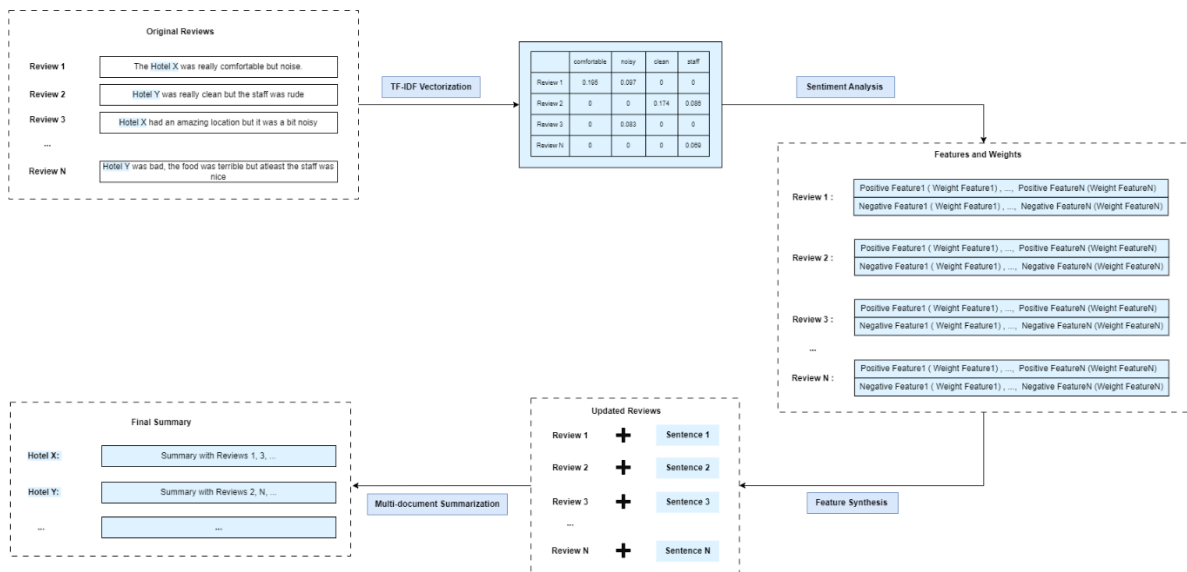 Original Reviews
Review 1
The Hotel X was really comfortable but noise.
Review 2
Hotel Y was really clean but the staff was rude
Review 3
Hotel X had an amazing location but it was a bit noisy
...
Review N
Hotel Y was bad, the food was terrible but atleast the staff was
nice
TF-IDF Vectorization
comfortable noisy clean staff
Review 1 0.195 0.097 0 0
Review 2 0 0 0.174 0.086
Review 3 0 0.083 0 0
Review N 0 0 0 0.069
Sentiment Analysis
Features and Weights
Review 1 :
Positive Feature1 ( Weight Feature1) , ..., Positive FeatureN (Weight FeatureN)
Negative Feature1 ( Weight Feature1) , ..., Negative FeatureN (Weight FeatureN)
Review 2 :
Positive Feature1 ( Weight Feature1) , ..., Positive FeatureN (Weight FeatureN)
Negative Feature1 ( Weight Feature1) , ..., Negative FeatureN (Weight FeatureN)
Review 3 :
Positive Feature1 ( Weight Feature1) , ..., Positive FeatureN (Weight FeatureN)
Negative Feature1 ( Weight Feature1) , ..., Negative FeatureN (Weight FeatureN)
...
Review N :
Positive Feature1 ( Weight Feature1) , ..., Positive FeatureN (Weight FeatureN)
Negative Feature1 ( Weight Feature1) , ..., Negative FeatureN (Weight FeatureN)
Feature Synthesis
Updated Reviews
Review 1 + Sentence 1
Review 2 + Sentence 2
Review 3 + Sentence 3
...
Review N + Sentence N
Multi-document Summarization
Final Summary
Hotel X: Summary with Reviews 1, 3, ...
Hotel Y: Summary with Reviews 2, N, ...
... ...